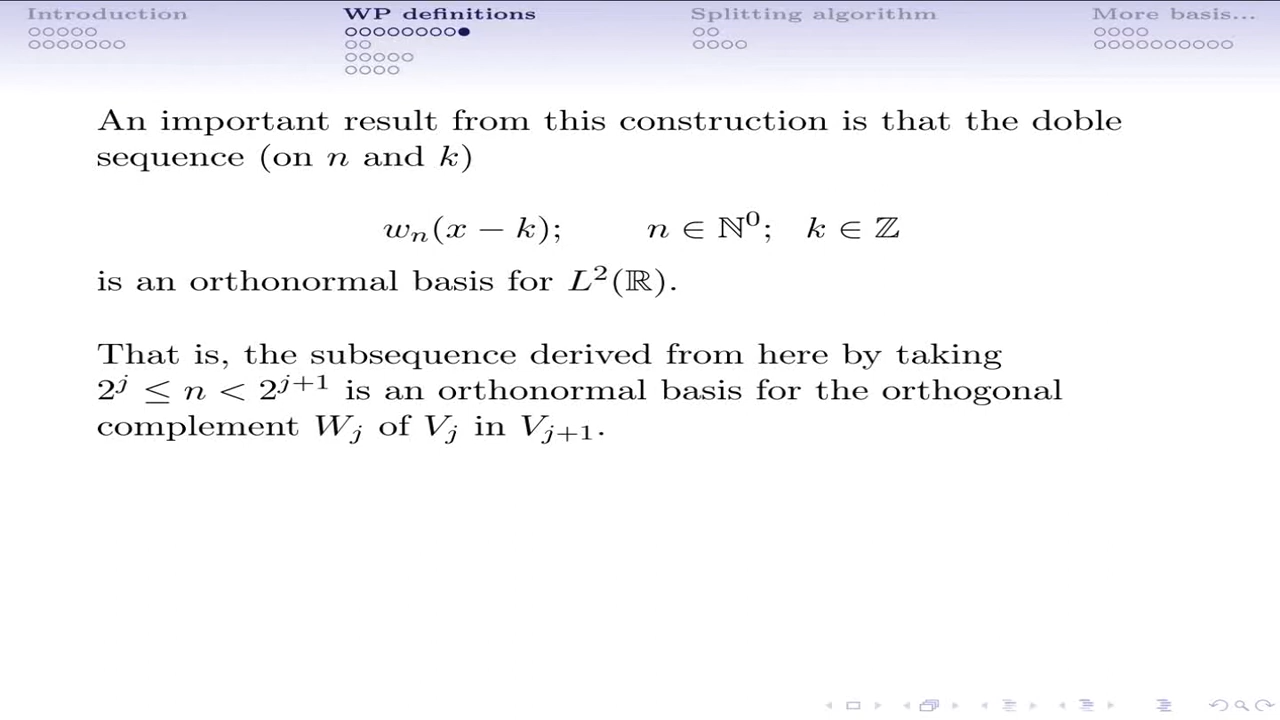 Introduction WP definitions Splitting algorithm More basis...
An important result from this construction is that the doble
sequence (on n and k)
wₙ(x − k); n ∈ ℕ⁰; k ∈ ℤ
is an orthonormal basis for L²(ℝ).
That is, the subsequence derived from here by taking
2ʲ ≤ n < 2ʲ⁺¹ is an orthonormal basis for the orthogonal
complement Wⱼ of Vⱼ in Vⱼ₊₁.